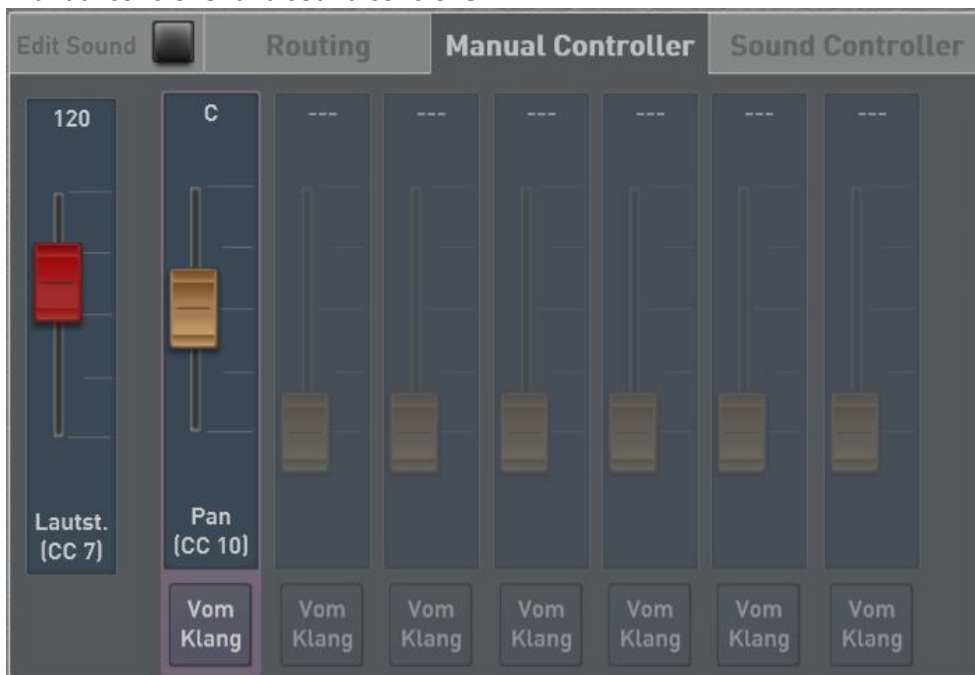 Edit Sound Routing Manual Controller Sound Controller
120 C --- --- --- --- --- ---
Lautst. Pan
(CC 7) (CC 10)
Vom Vom Vom Vom Vom Vom Vom
Klang Klang Klang Klang Klang Klang Klang